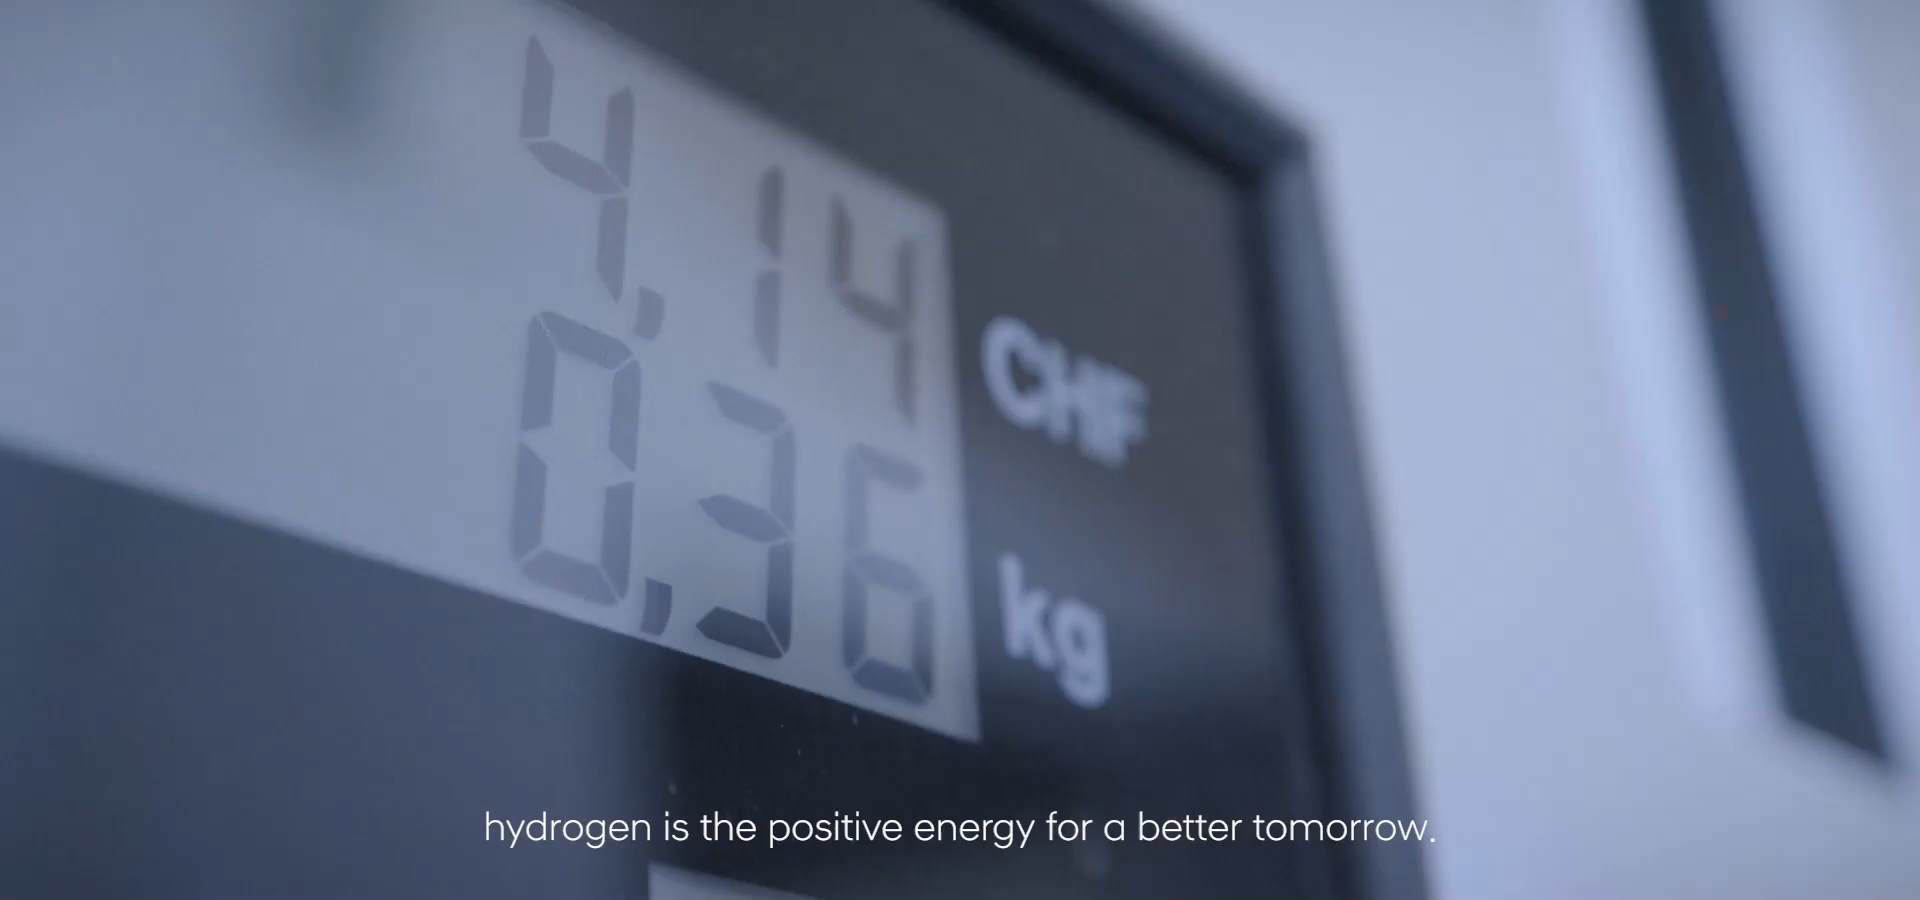 4,14 CHF
0,36 kg
hydrogen is the positive energy for a better tomorrow.